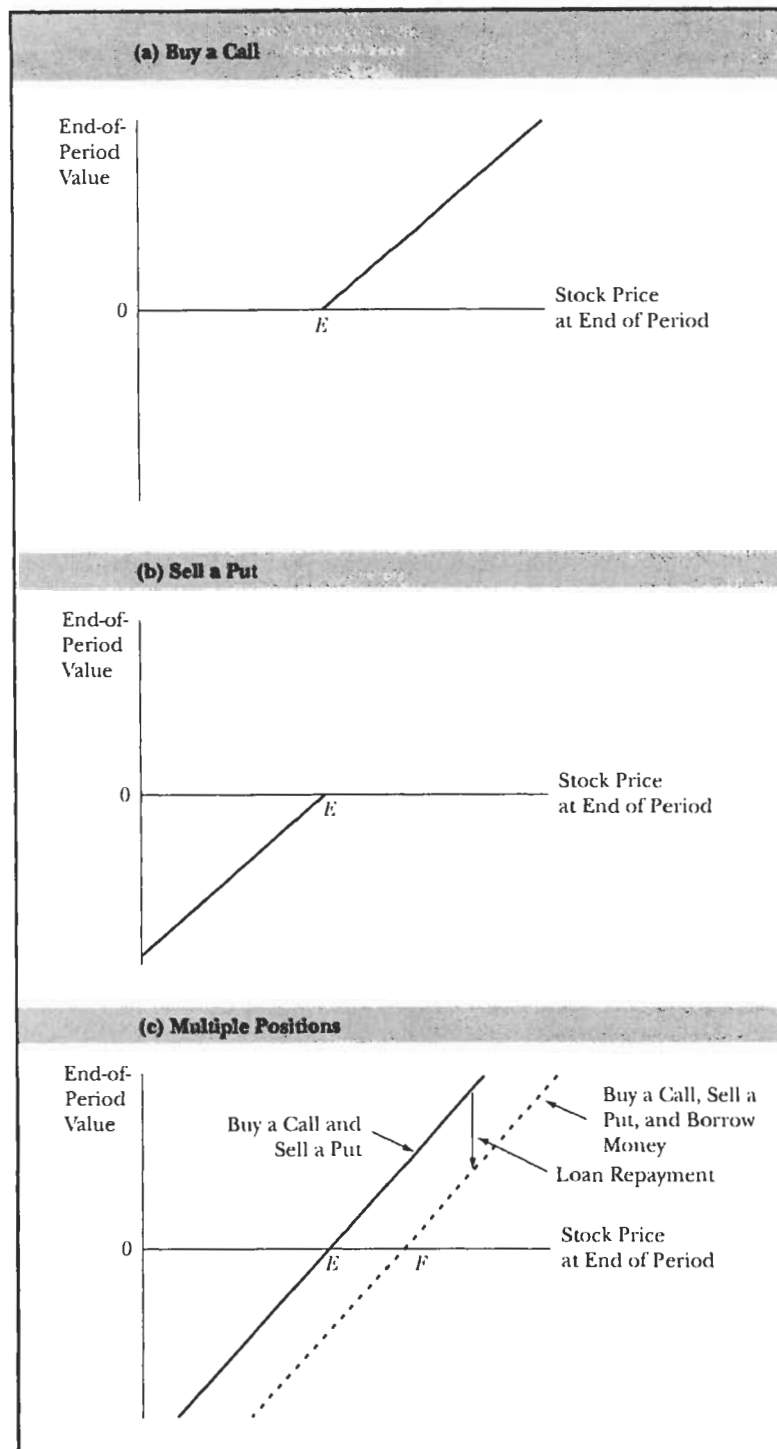 (a) Buy a Call
End-of-
Period
Value
0
E
Stock Price
at End of Period
(b) Sell a Put
End-of-
Period
Value
0
E
Stock Price
at End of Period
(c) Multiple Positions
End-of-
Period
Value
Buy a Call and
Sell a Put
Buy a Call, Sell a
Put, and Borrow
Money
Loan Repayment
0
E
F
Stock Price
at End of Period